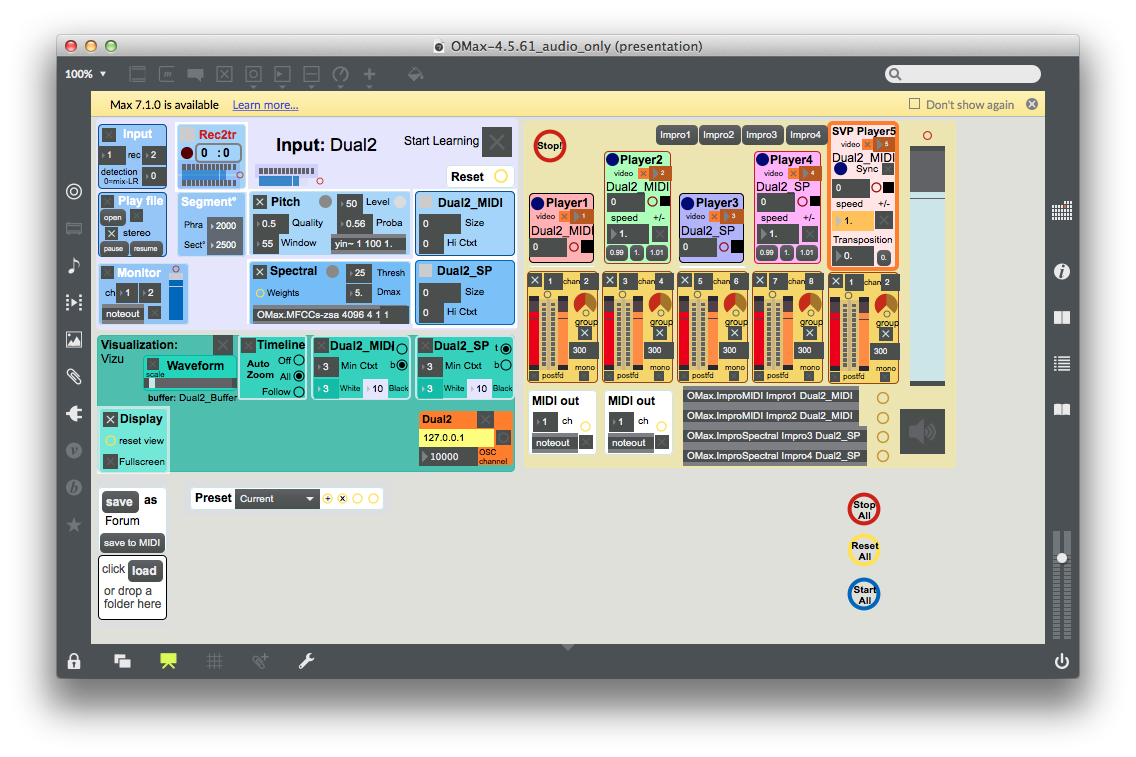 OMax-4.5.61_audio_only (presentation)
100%
Max 7.1.0 is available Learn more...
Don't show again
Input
1 rec 2
detection
0=mix-LR 0
Rec2tr
0 : 0
Input: Dual2
Start Learning
Reset
Play file
open
stereo
pause resume
Segment°
Phra 2000
Sect° 2500
Pitch 50 Level
0.5 Quality 0.56 Proba
55 Window yin~ 1 100 1.
Dual2_MIDI
0 Size
0 Hi Ctxt
Monitor
ch 1 2
noteout
Spectral 25 Thresh
Weights 5. Dmax
OMax.MFCCs-zsa 4096 4 1 1
Dual2_SP
0 Size
0 Hi Ctxt
Visualization:
Vizu
Waveform
scale
buffer: Dual2_Buffer
Timeline
Auto Zoom
Off
All
Follow
Dual2_MIDI
3 Min Ctxt b
3 White 10 Black
Dual2_SP t
3 Min Ctxt b
3 White 10 Black
Display
reset view
Fullscreen
Dual2
127.0.0.1
10000 OSC channel
Stop!
Impro1 Impro2 Impro3 Impro4
Player1
video 1
Dual2_MIDI
0
Player2
video 2
Dual2_MIDI
0
speed +/-
1.
0.99 1. 1.01
Player3
video 3
Dual2_SP
0
Player4
video 4
Dual2_SP
0
speed +/-
1.
0.99 1. 1.01
SVP Player5
video 5
Dual2_MIDI
Sync
0
speed +/-
1.
Transposition
0. 0.
1 chan 2
group
300
mono
postfd
3 chan 4
group
300
mono
postfd
5 chan 6
group
300
mono
postfd
7 chan 8
group
300
mono
postfd
1 chan 2
group
300
mono
postfd
MIDI out
1 ch
noteout
MIDI out
1 ch
noteout
OMax.ImproMIDI Impro1 Dual2_MIDI
OMax.ImproMIDI Impro2 Dual2_MIDI
OMax.ImproSpectral Impro3 Dual2_SP
OMax.ImproSpectral Impro4 Dual2_SP
save as
Forum
save to MIDI
click load
or drop a
folder here
Preset Current
Stop
All
Reset
All
Start
All